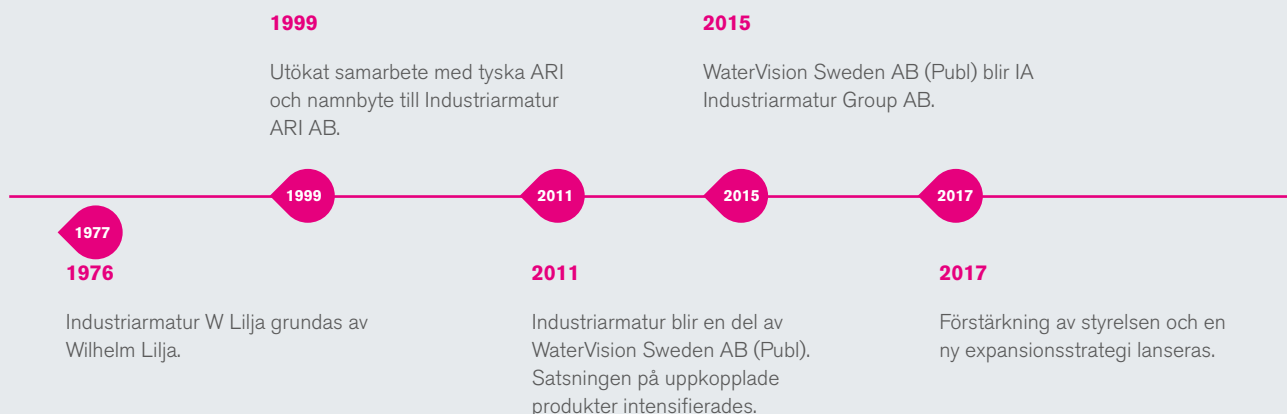 1999
Utökat samarbete med tyska ARI
och namnbyte till Industriarmatur
ARI AB.
2015
WaterVision Sweden AB (Publ) blir IA
Industriarmatur Group AB.
1999
2011
2015
2017
1977
1976
Industriarmatur W Lilja grundas av
Wilhelm Lilja.
2011
Industriarmatur blir en del av
WaterVision Sweden AB (Publ).
Satsningen på uppkopplade
produkter intensifierades.
2017
Förstärkning av styrelsen och en
ny expansionsstrategi lanseras.